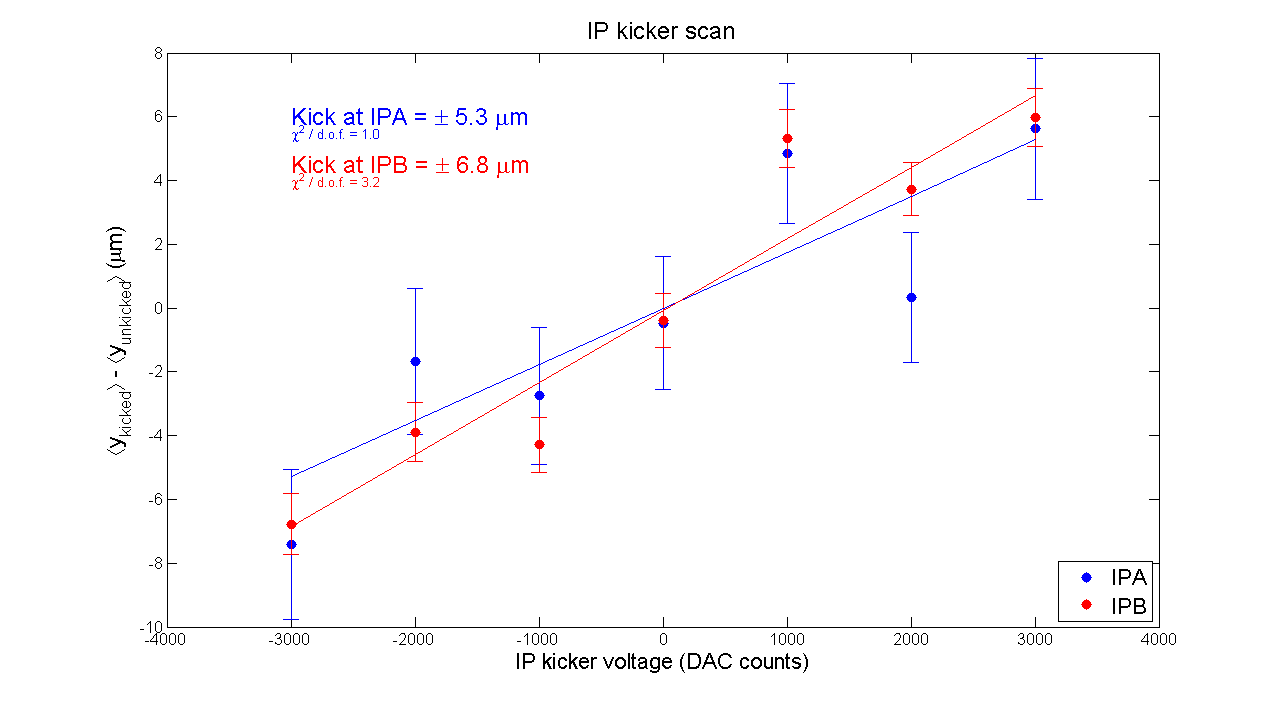 IP kicker scan
Kick at IPA = ± 5.3 μm
χ² / d.o.f. = 1.0
Kick at IPB = ± 6.8 μm
χ² / d.o.f. = 3.2
8
6
4
2
0
-2
-4
-6
-8
-10
⟨y_kicked⟩ - ⟨y_unkicked⟩ (μm)
IPA
IPB
-4000 -3000 -2000 -1000 0 1000 2000 3000 4000
IP kicker voltage (DAC counts)